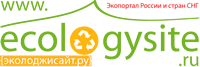 www.
Экопортал России и стран СНГ
ecologysite
(эколоджисайт.ру)
.ru